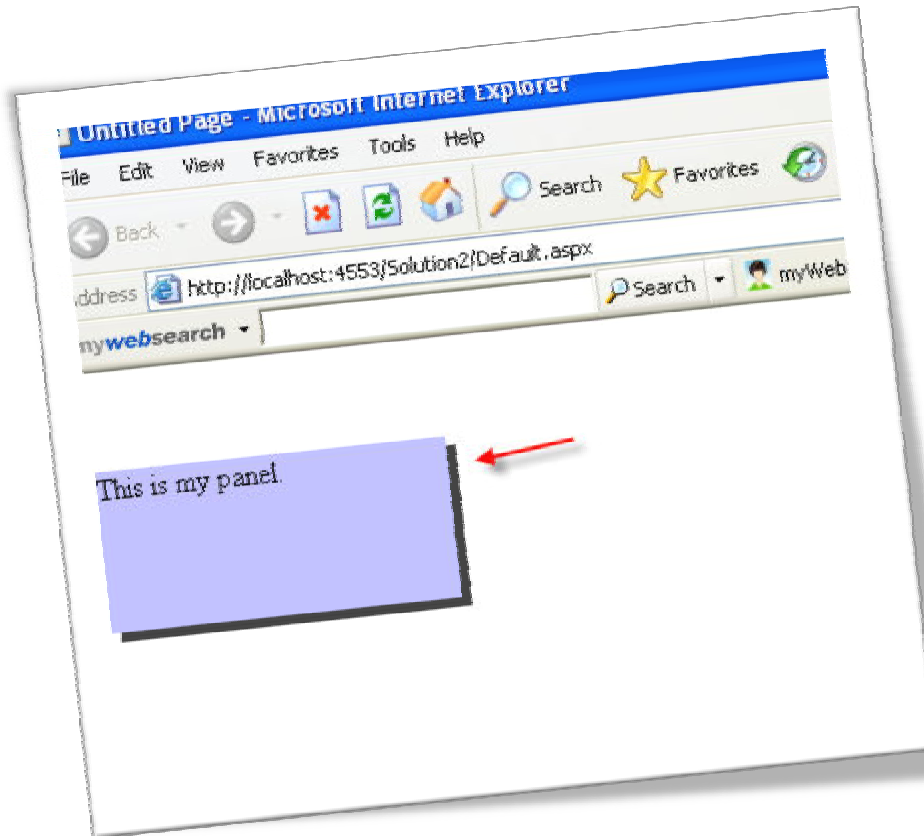 Untitled Page - Microsoft Internet Explorer
File Edit View Favorites Tools Help
Back Search Favorites
ddress http://localhost:4553/Solution2/Default.aspx
mywebsearch Search myWeb
This is my panel.